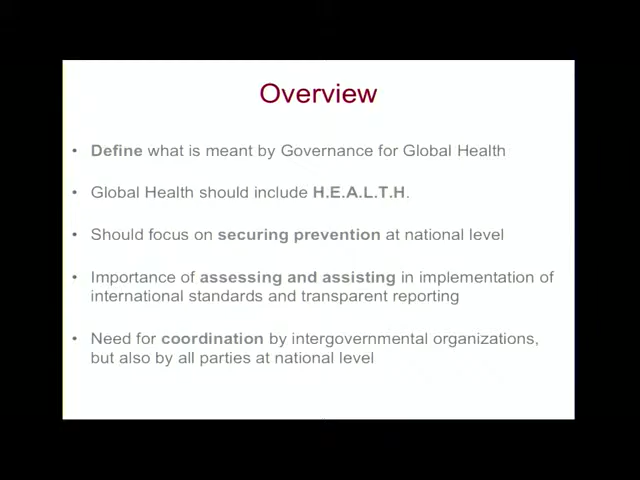 Overview
• Define what is meant by Governance for Global Health
• Global Health should include H.E.A.L.T.H.
• Should focus on securing prevention at national level
• Importance of assessing and assisting in implementation of
international standards and transparent reporting
• Need for coordination by intergovernmental organizations,
but also by all parties at national level